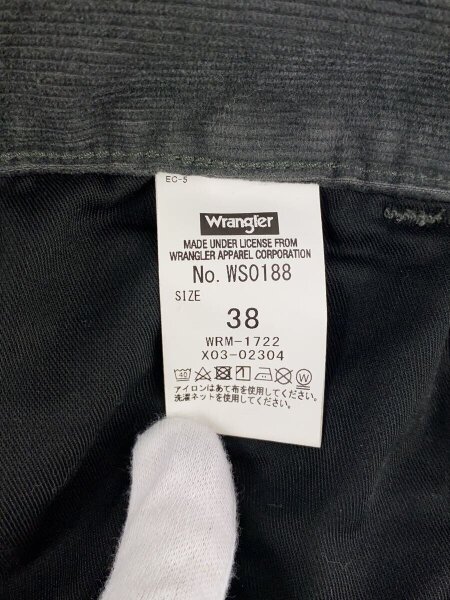 EC-5
Wrangler
MADE UNDER LICENSE FROM
WRANGLER APPAREL CORPORATION
No. WS0188
SIZE
38
WRM-1722
X03-02304
40 W
アイロンはあて布を使用してください。
洗濯ネットを使用してください。